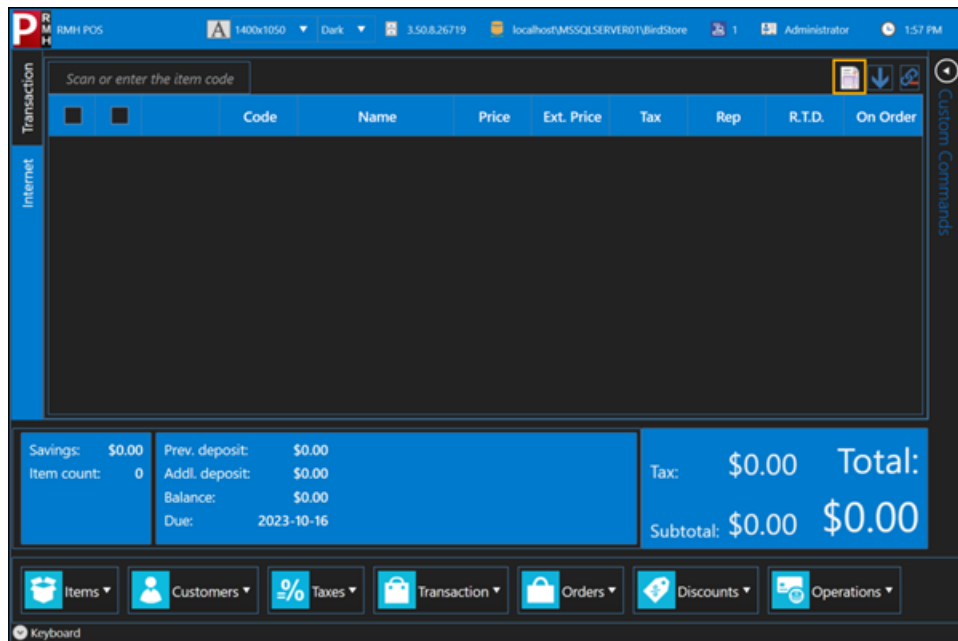 P RMH RMH POS 1400x1050 Dark 3.50.8.26719 localhost\MSSQLSERVER01\BirdStore 1 Administrator 1:57 PM
Transaction
Internet
Scan or enter the item code
Code Name Price Ext. Price Tax Rep R.T.D. On Order
Custom Commands
Savings: $0.00
Item count: 0
Prev. deposit: $0.00
Addl. deposit: $0.00
Balance: $0.00
Due: 2023-10-16
Tax: $0.00
Subtotal: $0.00
Total:
$0.00
Items Customers Taxes Transaction Orders Discounts Operations
Keyboard